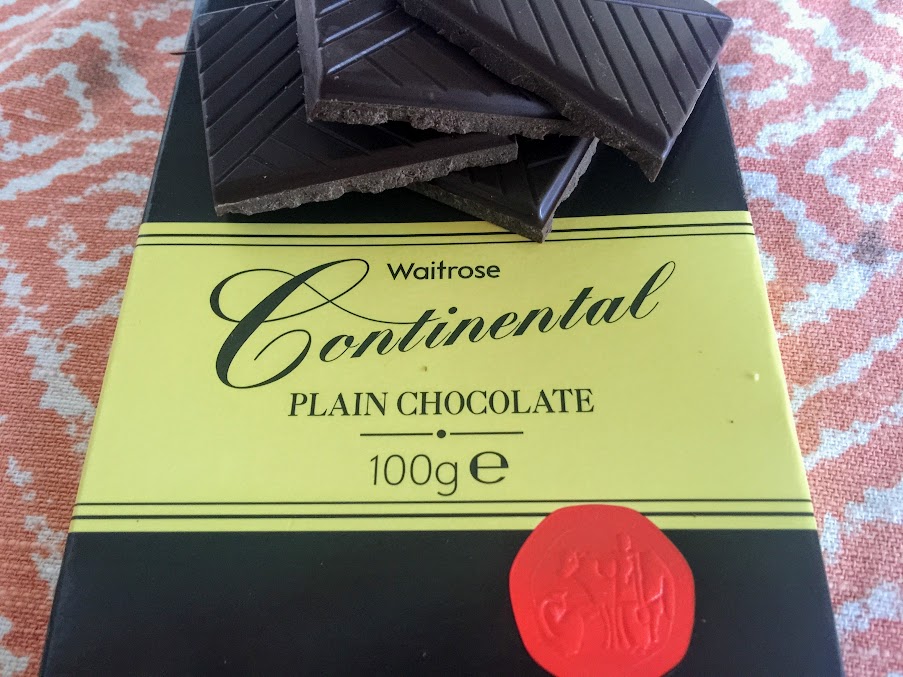 Waitrose
Continental
PLAIN CHOCOLATE
100g ℮